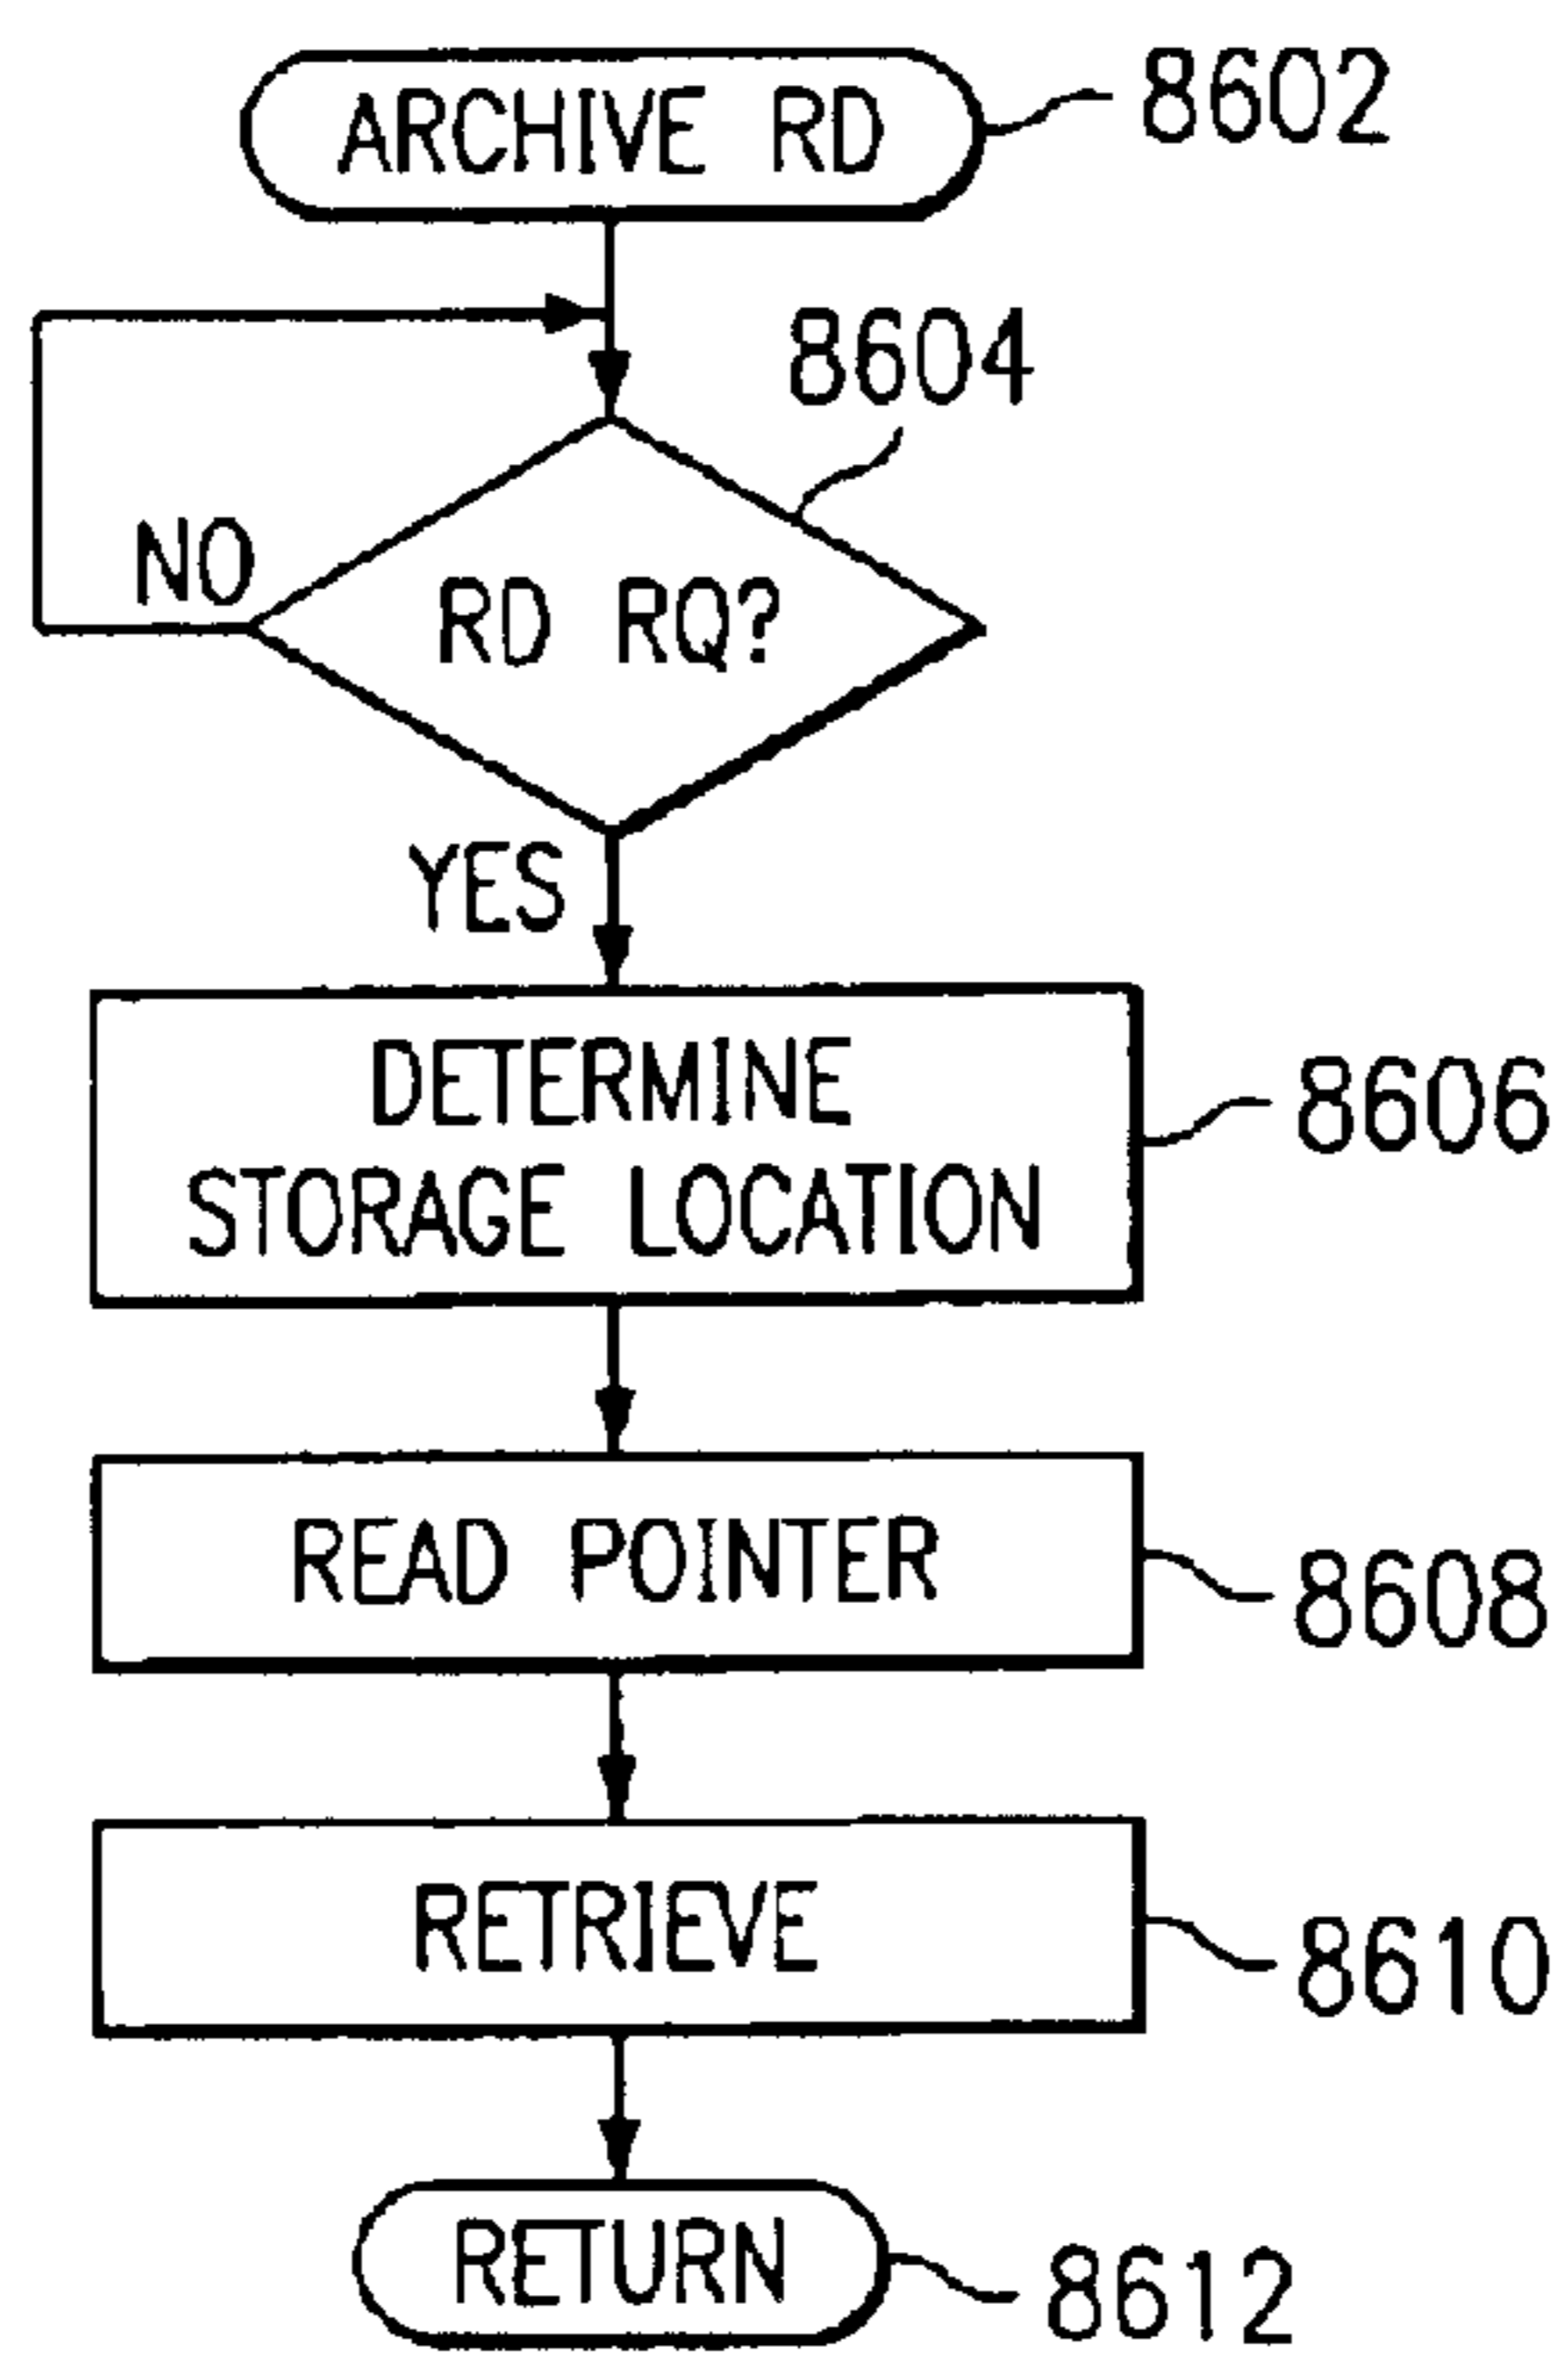 ARCHIVE RD
8602
8604
NO
RD RQ?
YES
DETERMINE
STORAGE LOCATION
8606
READ POINTER
8608
RETRIEVE
8610
RETURN
8612